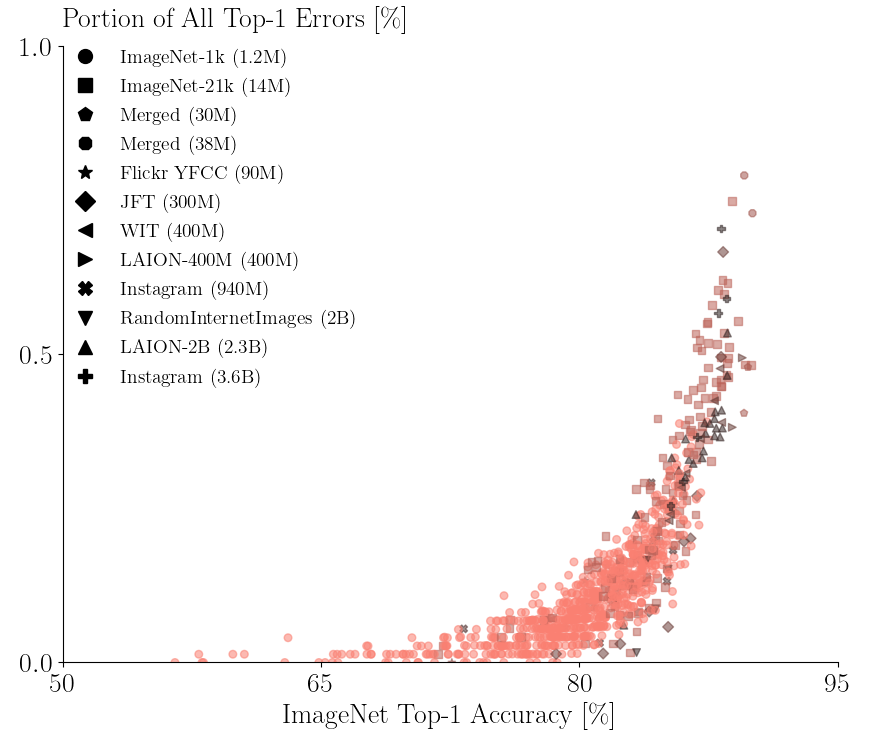 Portion of All Top-1 Errors [%]
1.0
ImageNet-1k (1.2M)
ImageNet-21k (14M)
Merged (30M)
Merged (38M)
Flickr YFCC (90M)
JFT (300M)
WIT (400M)
LAION-400M (400M)
Instagram (940M)
RandomInternetImages (2B)
LAION-2B (2.3B)
Instagram (3.6B)
0.5
0.0
50 65 80 95
ImageNet Top-1 Accuracy [%]